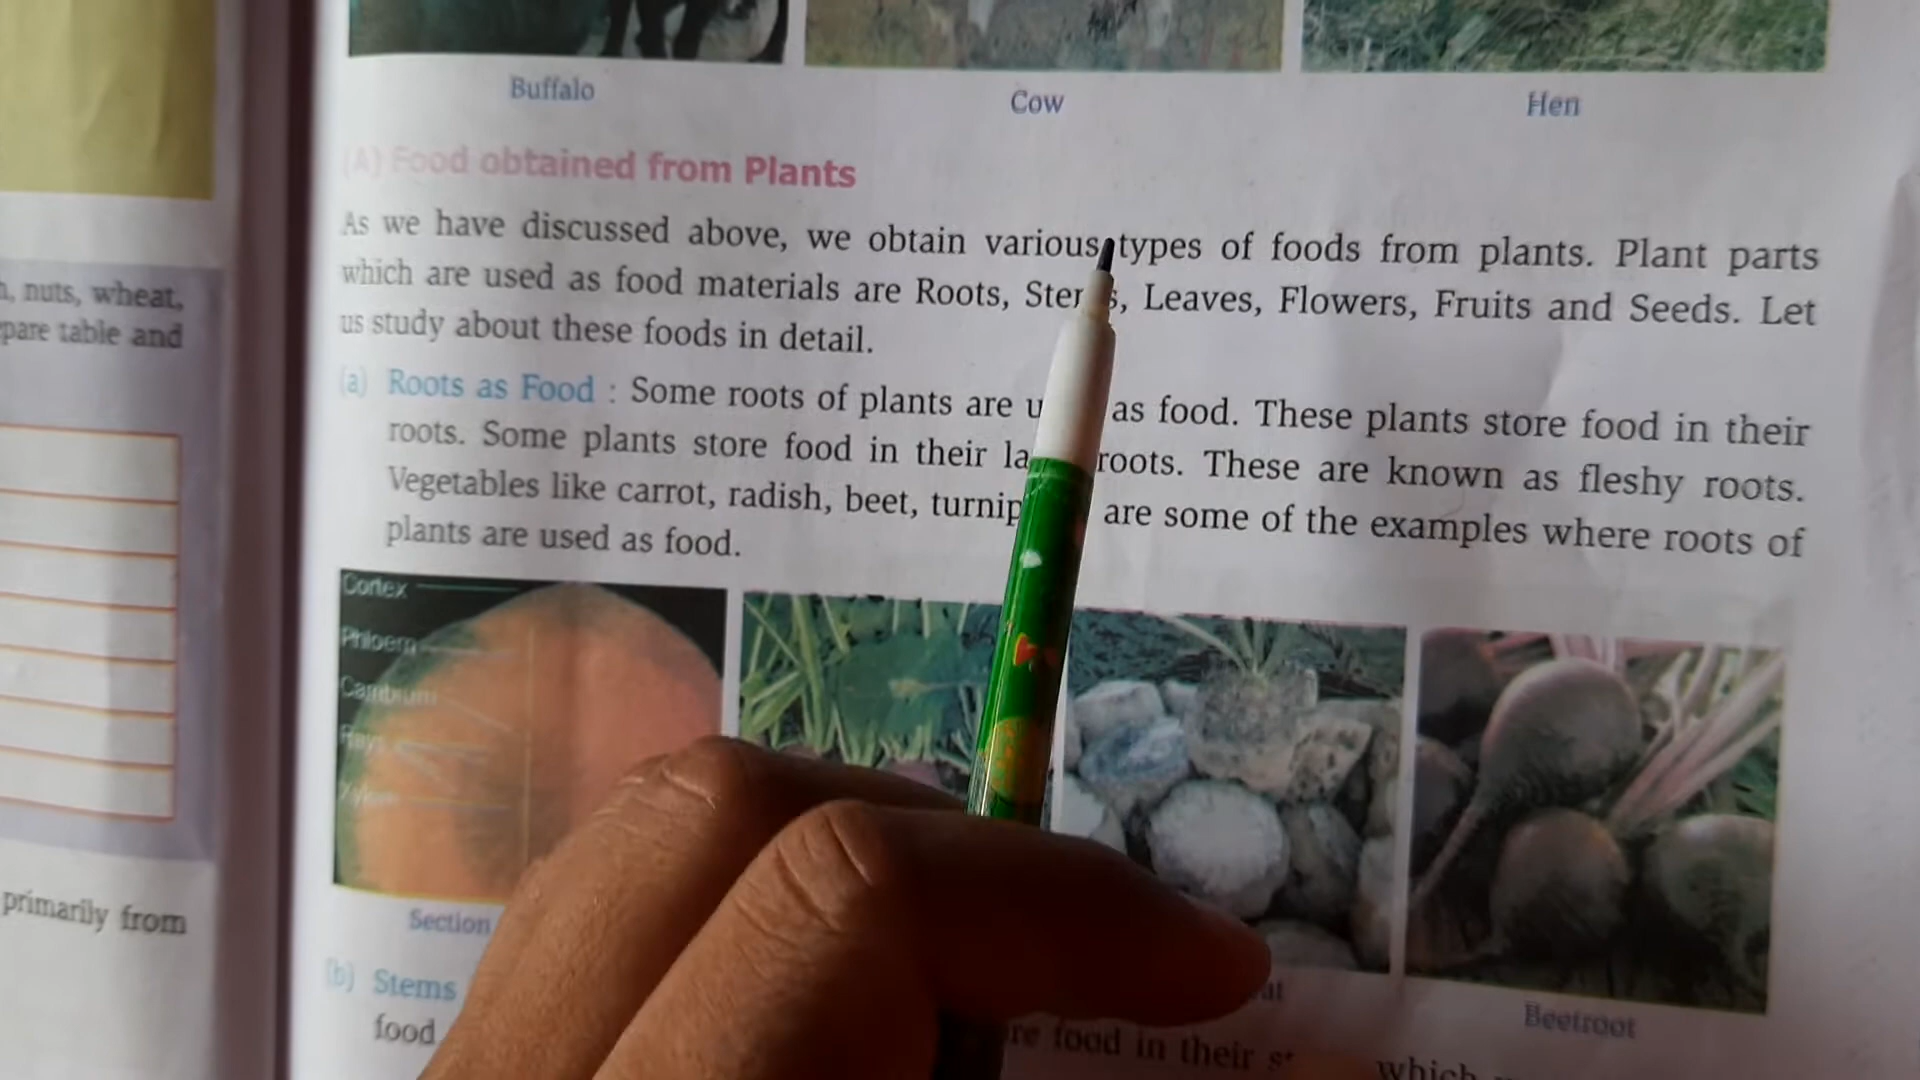 Buffalo
Cow
Hen
(A) Food obtained from Plants
As we have discussed above, we obtain various types of foods from plants. Plant parts
which are used as food materials are Roots, Leaves, Flowers, Fruits and Seeds. Let
us study about these foods in detail.
(a) Roots as Food : Some roots of plants are as food. These plants store food in their
roots. Some plants store food in their roots. These are known as fleshy roots.
Vegetables like carrot, radish, beet, are some of the examples where roots of
plants are used as food.
Cortex
Phloem
Cambium
Rays
Xylem
Section
Beetroot
(b) Stems
food food in their which
nuts, wheat,
table and
primarily from